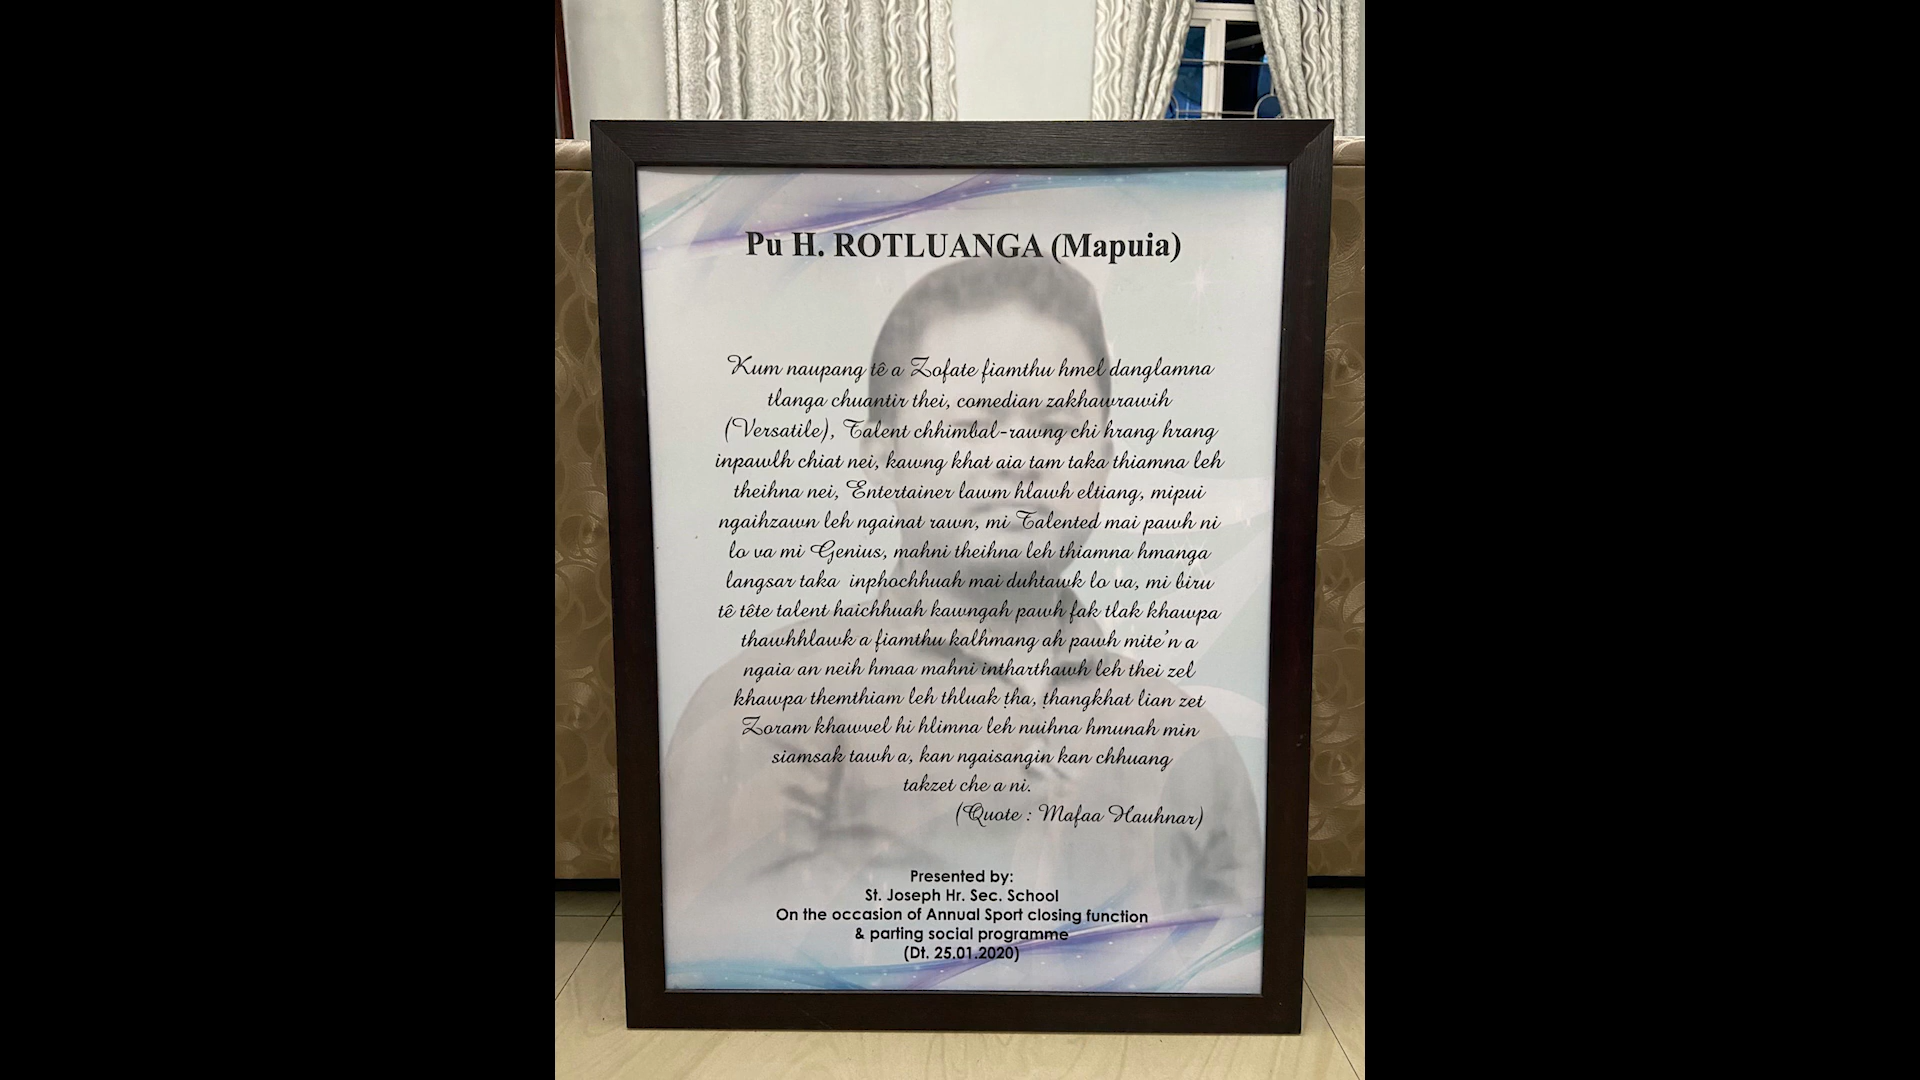 Pu H. ROTLUANGA (Mapuia)
Kum naupang tê a Zofate fiamthu hmel danglamna
tlanga chuantir thei, comedian zakhawrawih
(Versatile), Talent chhimbal-rawng chi hrang hrang
inpawlh chiat nei, kawng khat aia tam taka thiamna leh
theihna nei, Entertainer lawm hlawh eltiang, mipui
ngaihzawn leh ngainat rawn, mi Talented mai pawh ni
lo va mi Genius, mahni theihna leh thiamna hmanga
langsar taka inphochhuah mai duhtawk lo va, mi biru
tê tête talent haichhuah kawngah pawh fak tlak khawpa
thawhhlawk a fiamthu kalhmang ah pawh mite'n a
ngaia an neih hmaa mahni intharthawh leh thei zel
khawpa themthiam leh thluak ṭha, ṭhangkhat lian zet
Zoram khawvel hi hlimna leh nuihna hmunah min
siamsak tawh a, kan ngaisangin kan chhuang
takzet che a ni.
(Quote : Mafaa Hauhnar)
Presented by:
St. Joseph Hr. Sec. School
On the occasion of Annual Sport closing function
& parting social programme
(Dt. 25.01.2020)